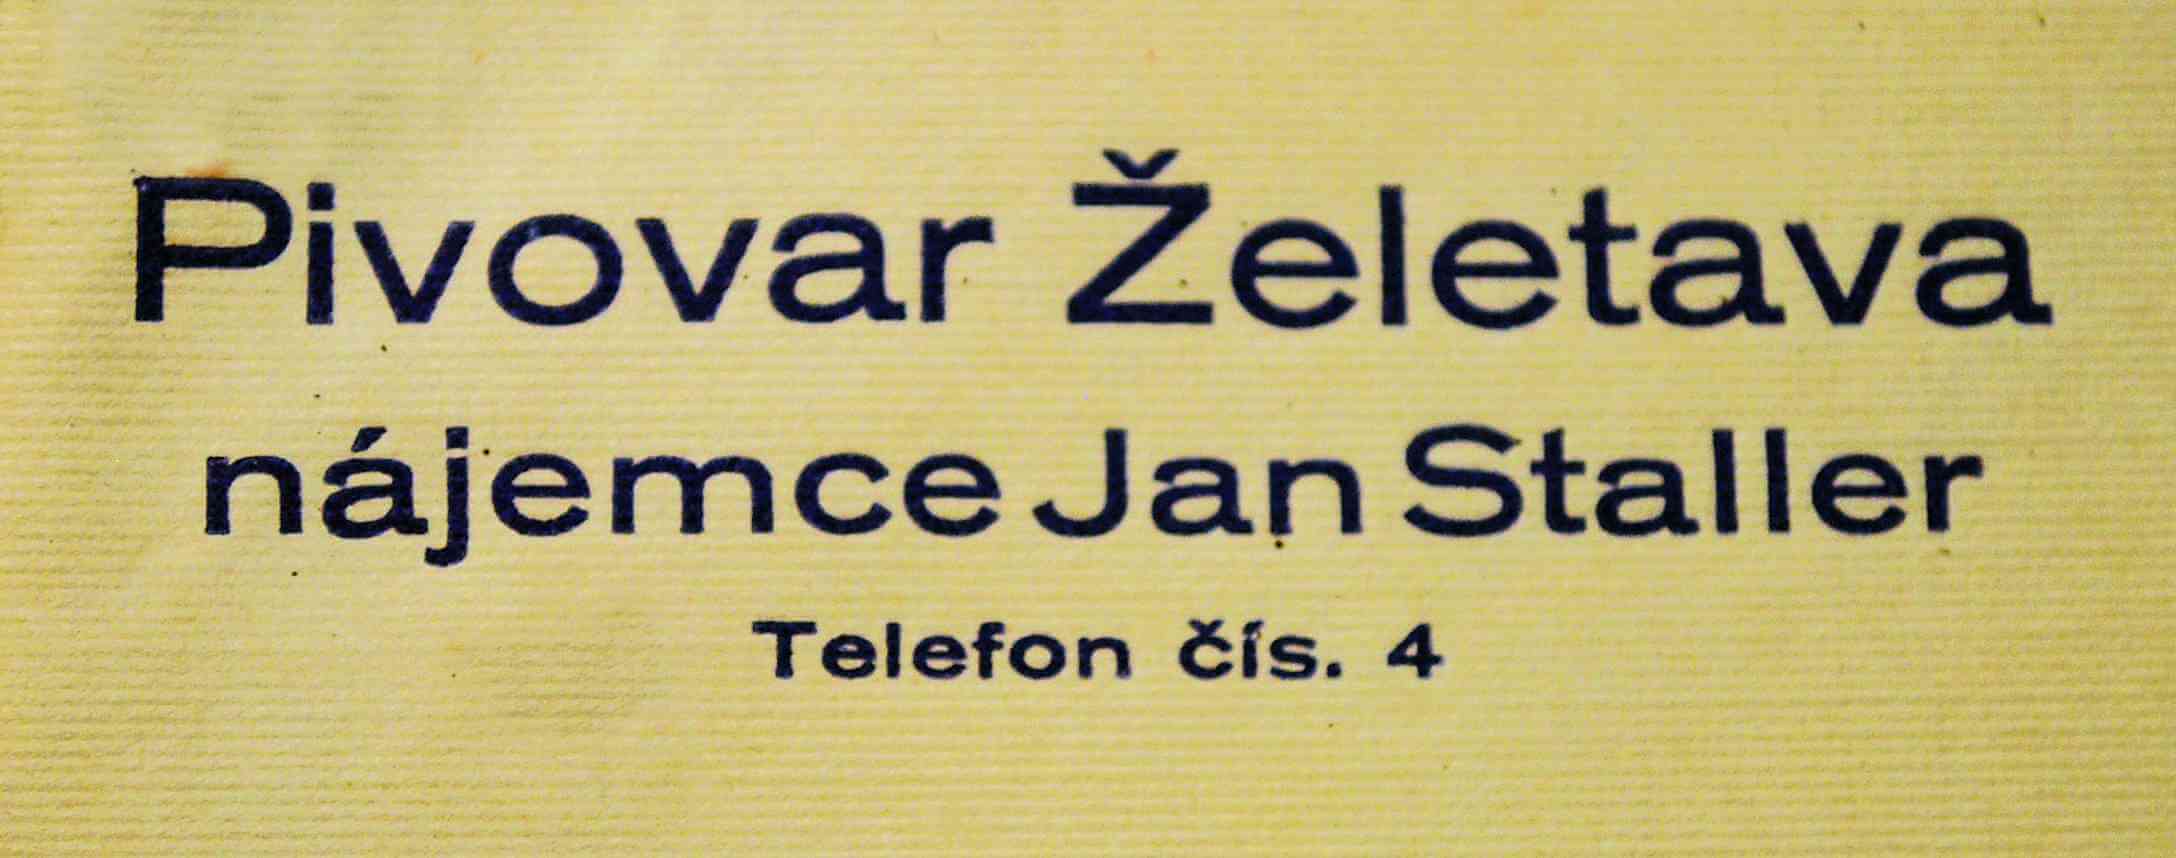 Pivovar Želetava
nájemce Jan Staller
Telefon čís. 4